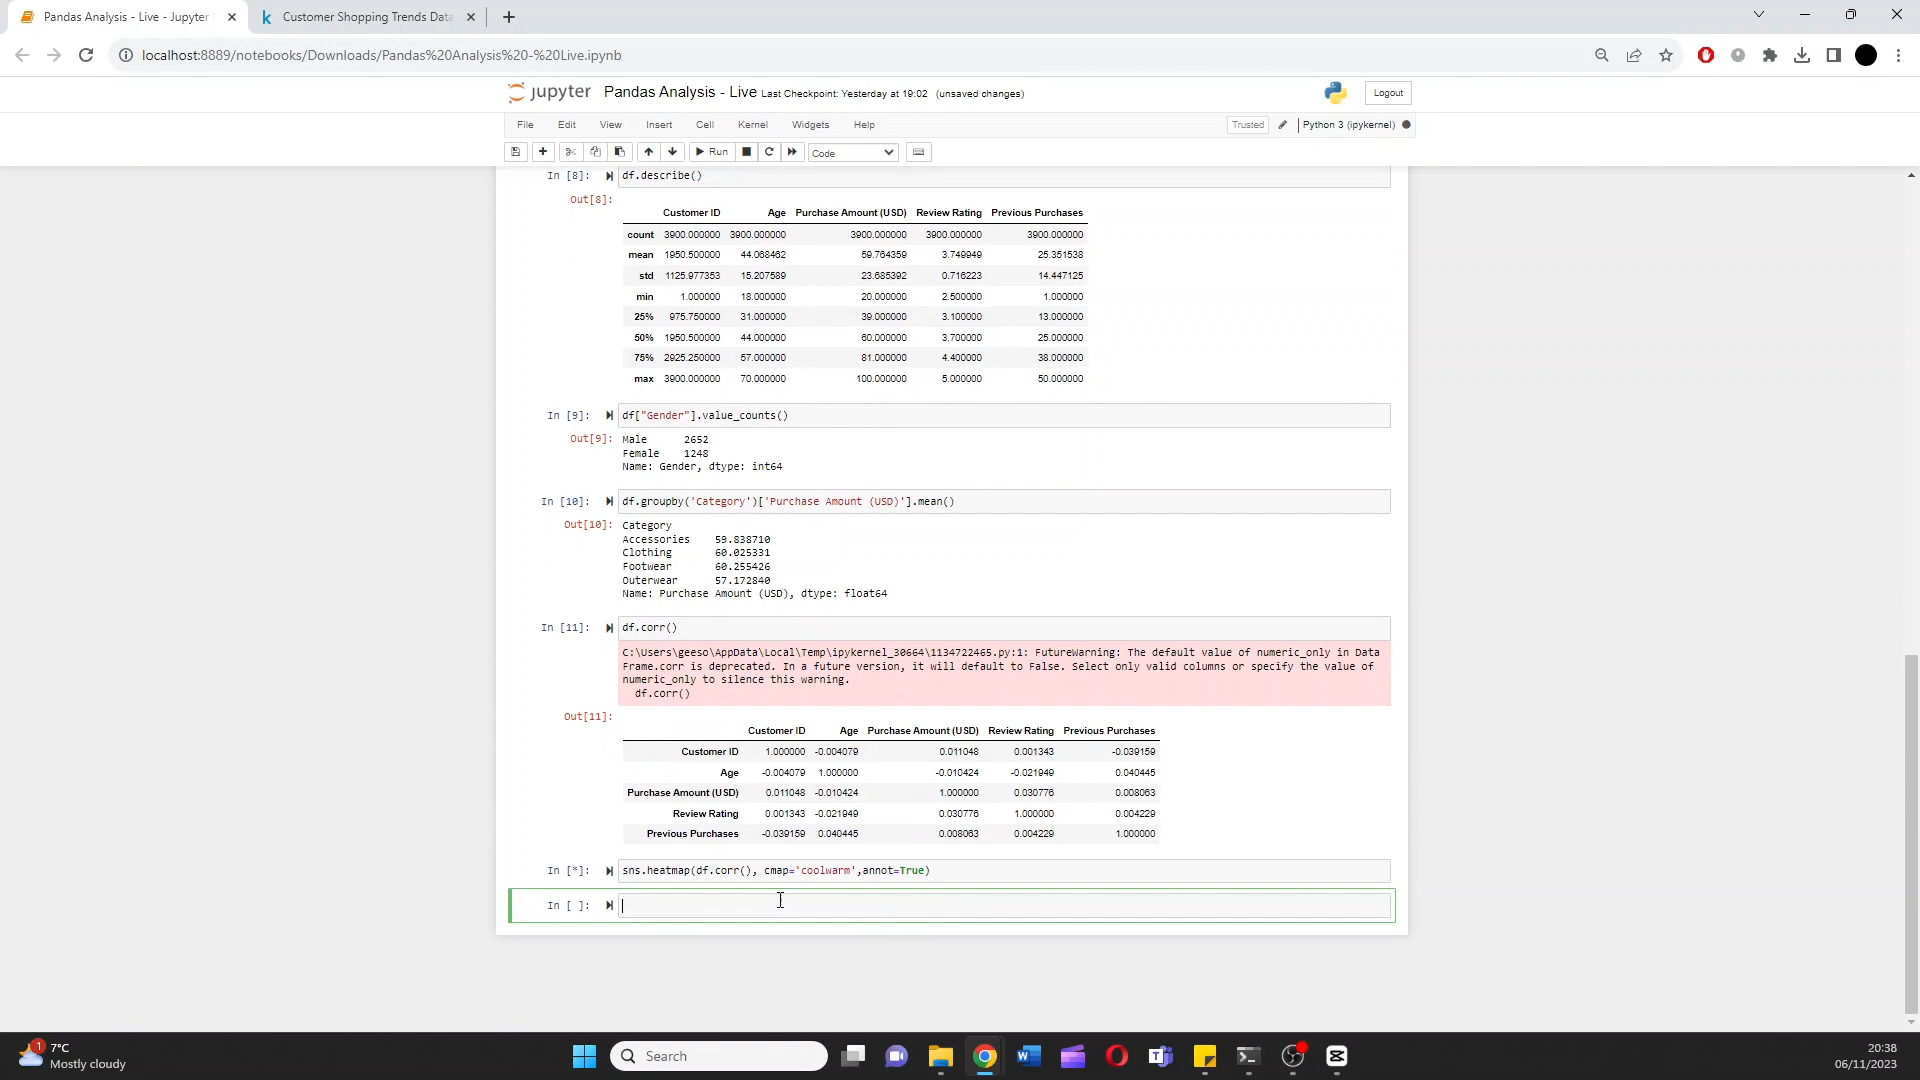 Pandas Analysis - Live - Jupyter
Customer Shopping Trends Data
localhost:8889/notebooks/Downloads/Pandas%20Analysis%20-%20Live.ipynb
jupyter Pandas Analysis - Live Last Checkpoint: Yesterday at 19:02 (unsaved changes)
Logout
File Edit View Insert Cell Kernel Widgets Help
Trusted Python 3 (ipykernel)
Run Code
In [8]: df.describe()
Out[8]:
Customer ID Age Purchase Amount (USD) Review Rating Previous Purchases
count 3900.000000 3900.000000 3900.000000 3900.000000 3900.000000
mean 1950.500000 44.068462 59.764359 3.749949 25.351538
std 1125.977353 15.207589 23.685392 0.716223 14.447125
min 1.000000 18.000000 20.000000 2.500000 1.000000
25% 975.750000 31.000000 39.000000 3.100000 13.000000
50% 1950.500000 44.000000 60.000000 3.700000 25.000000
75% 2925.250000 57.000000 81.000000 4.400000 38.000000
max 3900.000000 70.000000 100.000000 5.000000 50.000000
In [9]: df["Gender"].value_counts()
Out[9]: Male 2652
Female 1248
Name: Gender, dtype: int64
In [10]: df.groupby('Category')['Purchase Amount (USD)'].mean()
Out[10]: Category
Accessories 59.838710
Clothing 60.025331
Footwear 60.255426
Outerwear 57.172840
Name: Purchase Amount (USD), dtype: float64
In [11]: df.corr()
C:\Users\geeso\AppData\Local\Temp\ipykernel_30664\1134722465.py:1: FutureWarning: The default value of numeric_only in Data
Frame.corr is deprecated. In a future version, it will default to False. Select only valid columns or specify the value of
numeric_only to silence this warning.
df.corr()
Out[11]:
Customer ID Age Purchase Amount (USD) Review Rating Previous Purchases
Customer ID 1.000000 -0.004079 0.011048 0.001343 -0.039159
Age -0.004079 1.000000 -0.010424 -0.021949 0.040445
Purchase Amount (USD) 0.011048 -0.010424 1.000000 0.030776 0.008063
Review Rating 0.001343 -0.021949 0.030776 1.000000 0.004229
Previous Purchases -0.039159 0.040445 0.008063 0.004229 1.000000
In [*]: sns.heatmap(df.corr(), cmap='coolwarm',annot=True)
In [ ]:
1
7°C
Mostly cloudy
Search
20:38
06/11/2023